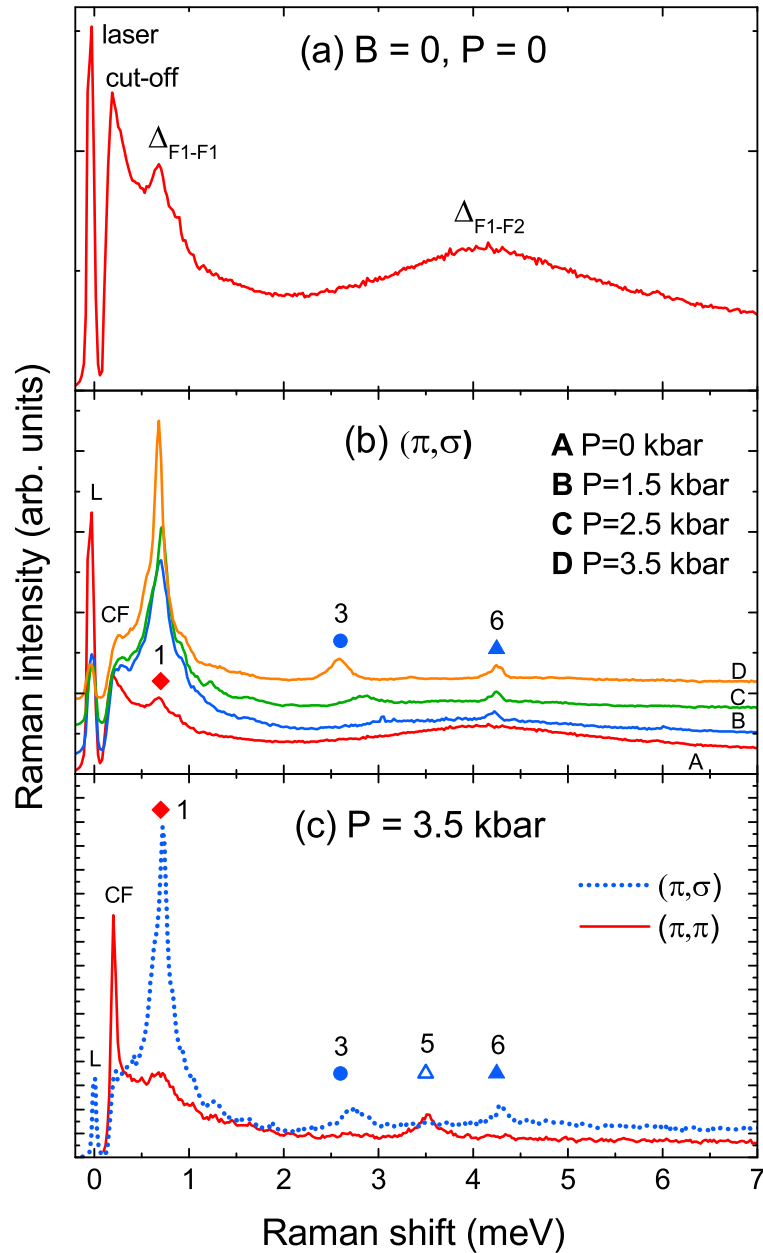 laser
(a) B = 0, P = 0
cut-off
Δ_F1-F1
Δ_F1-F2
Raman intensity (arb. units)
(b) (π,σ)
A P=0 kbar
B P=1.5 kbar
C P=2.5 kbar
D P=3.5 kbar
L
CF
1
3
6
D
C
B
A
1
(c) P = 3.5 kbar
CF
(π,σ)
(π,π)
L
3
5
6
0 1 2 3 4 5 6 7
Raman shift (meV)